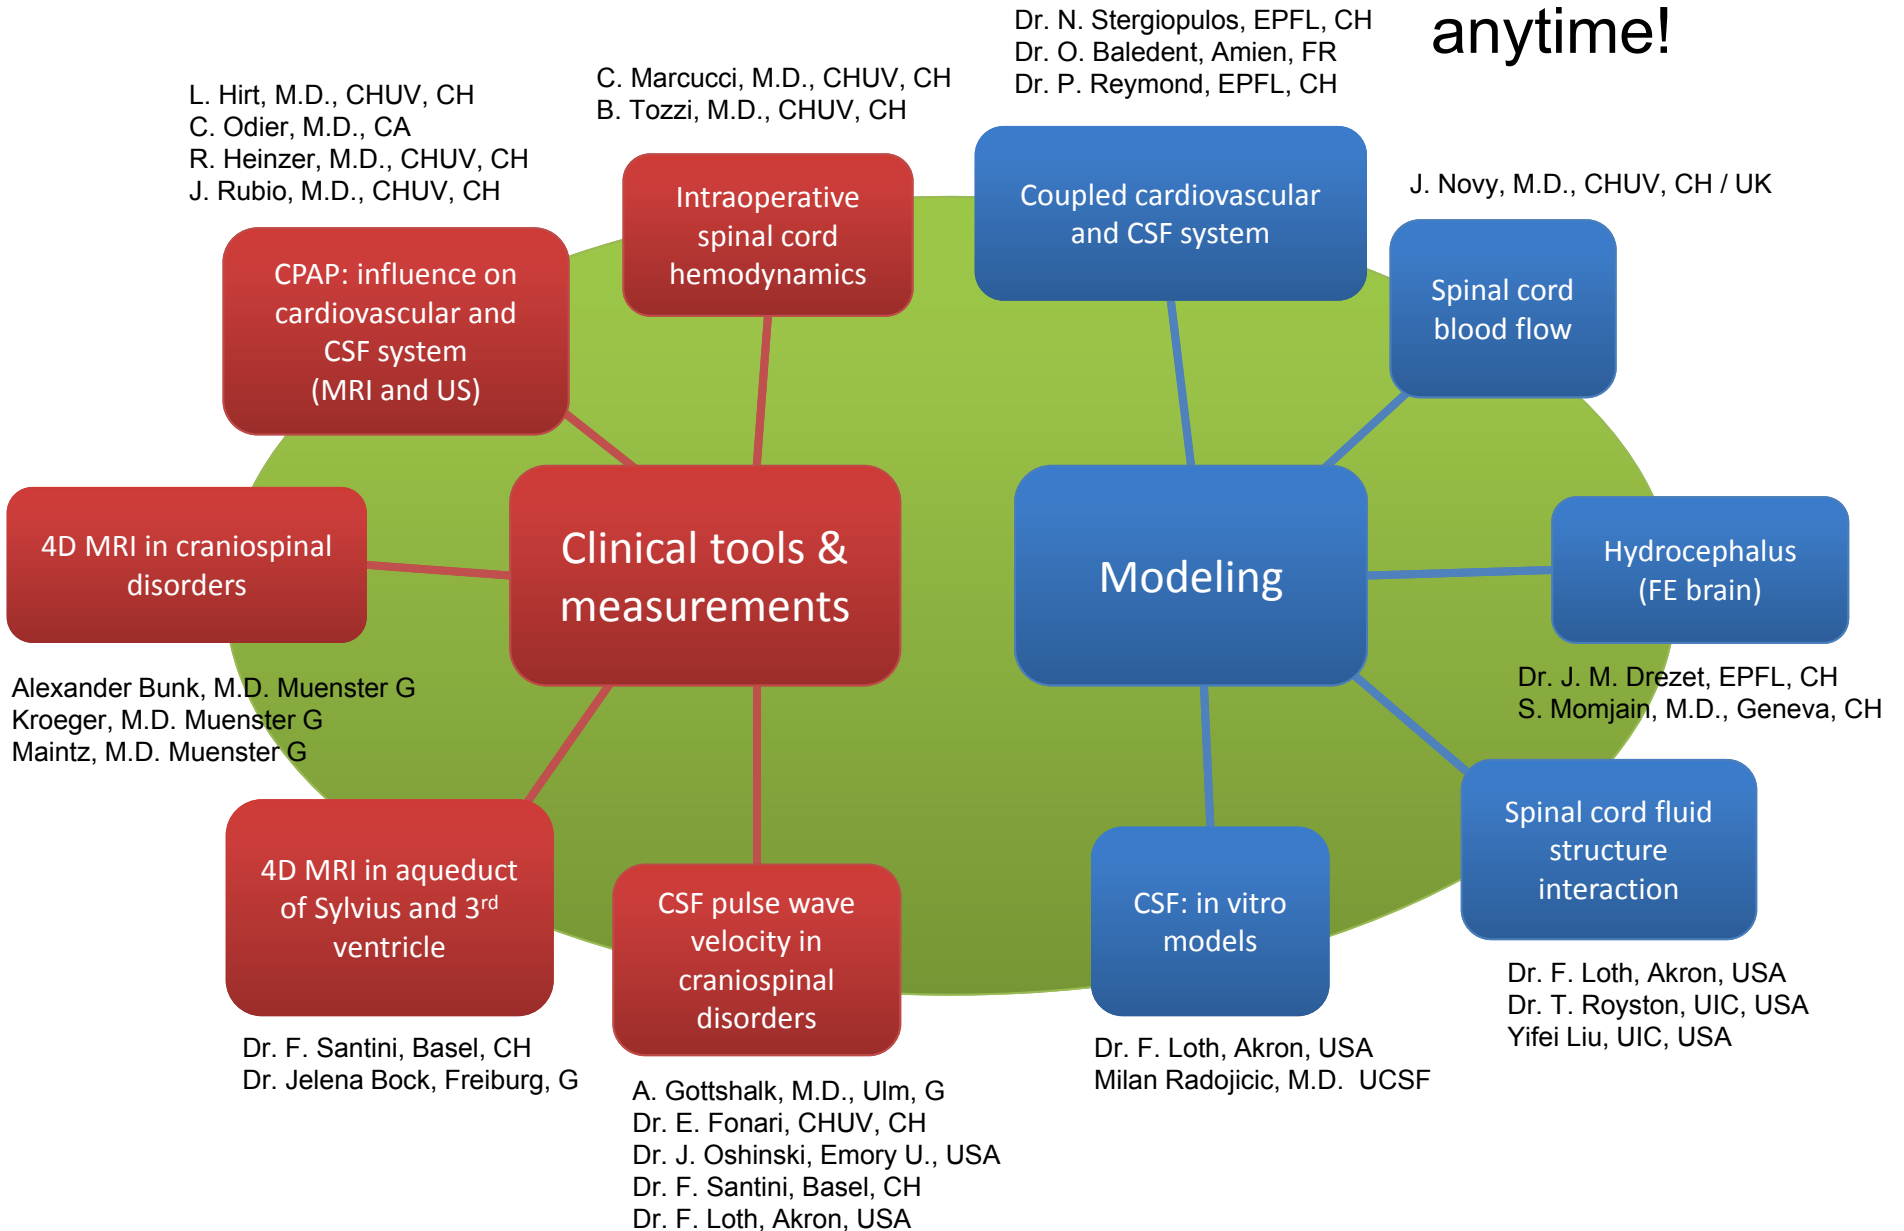 anytime!
Dr. N. Stergiopulos, EPFL, CH
Dr. O. Baledent, Amien, FR
Dr. P. Reymond, EPFL, CH
C. Marcucci, M.D., CHUV, CH
B. Tozzi, M.D., CHUV, CH
L. Hirt, M.D., CHUV, CH
C. Odier, M.D., CA
R. Heinzer, M.D., CHUV, CH
J. Rubio, M.D., CHUV, CH
J. Novy, M.D., CHUV, CH / UK
CPAP: influence on
cardiovascular and
CSF system
(MRI and US)
Intraoperative
spinal cord
hemodynamics
Coupled cardiovascular
and CSF system
Spinal cord
blood flow
4D MRI in craniospinal
disorders
Clinical tools &
measurements
Modeling
Hydrocephalus
(FE brain)
Alexander Bunk, M.D. Muenster G
Kroeger, M.D. Muenster G
Maintz, M.D. Muenster G
Dr. J. M. Drezet, EPFL, CH
S. Momjain, M.D., Geneva, CH
4D MRI in aqueduct
of Sylvius and 3rd
ventricle
CSF pulse wave
velocity in
craniospinal
disorders
CSF: in vitro
models
Spinal cord fluid
structure
interaction
Dr. F. Santini, Basel, CH
Dr. Jelena Bock, Freiburg, G
A. Gottshalk, M.D., Ulm, G
Dr. E. Fonari, CHUV, CH
Dr. J. Oshinski, Emory U., USA
Dr. F. Santini, Basel, CH
Dr. F. Loth, Akron, USA
Dr. F. Loth, Akron, USA
Milan Radojicic, M.D.  UCSF
Dr. F. Loth, Akron, USA
Dr. T. Royston, UIC, USA
Yifei Liu, UIC, USA